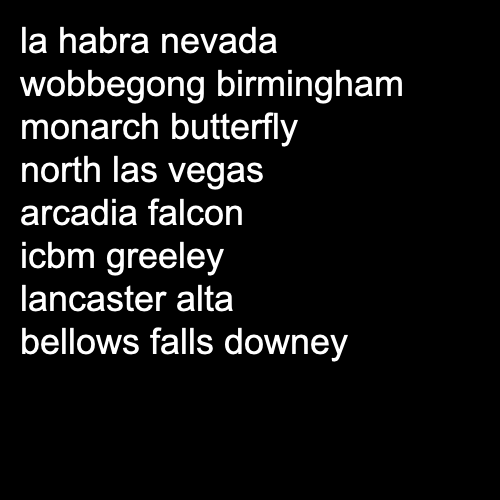 la habra nevada
wobbegong birmingham
monarch butterfly
north las vegas
arcadia falcon
icbm greeley
lancaster alta
bellows falls downey